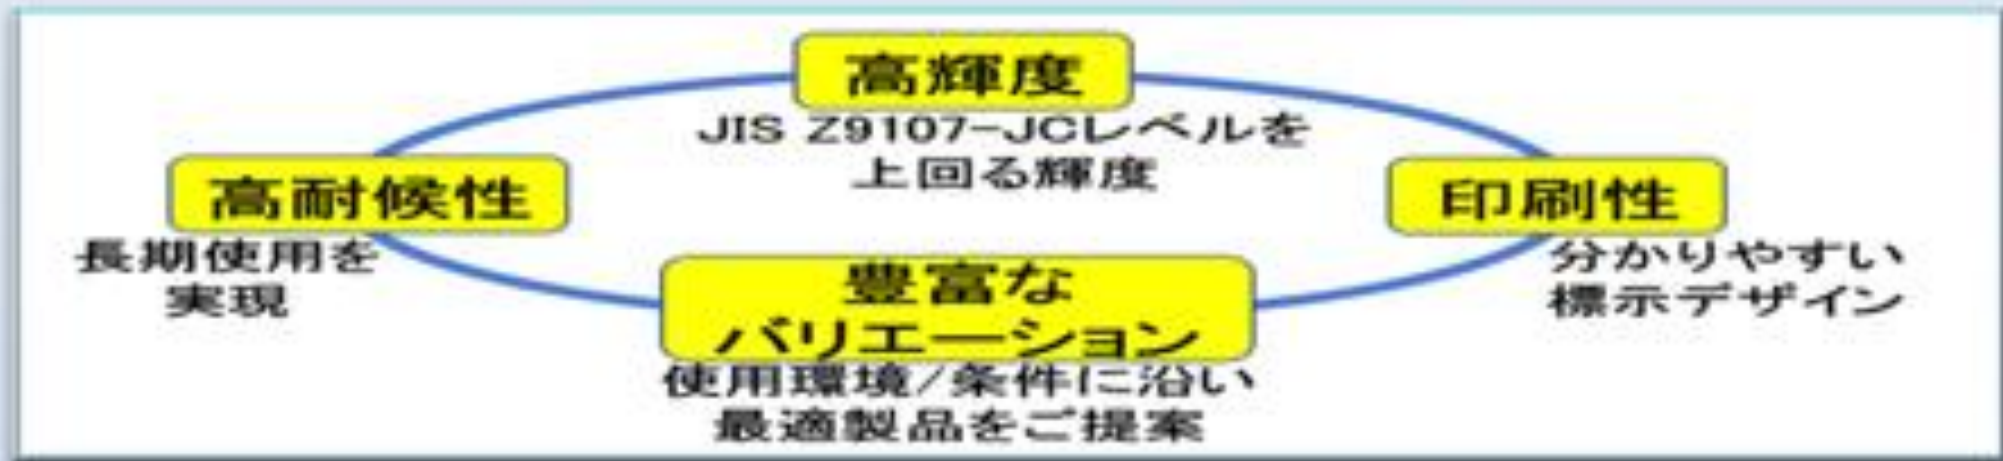 高輝度
JIS Z9107-JCレベルを
上回る輝度
高耐候性
長期使用を
実現
印刷性
分かりやすい
標示デザイン
豊富な
バリエーション
使用環境/条件に沿い
最適製品をご提案